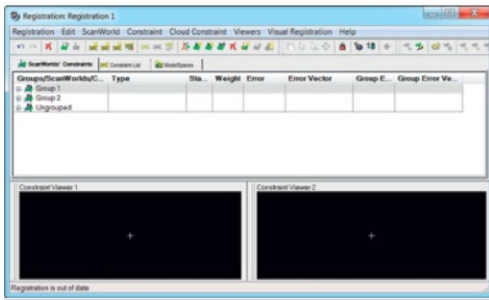 Registration: Registration 1
Registration Edit ScanWorld Constraint Cloud Constraint Viewers Visual Registration Help
ScanWorlds' Constraints Constraint List ModelSpaces
Groups/ScanWorlds/C... Type Sta... Weight Error Error Vector Group E... Group Error Ve...
Group 1
Group 2
Ungrouped
Constraint Viewer 1 Constraint Viewer 2
Registration is out of date